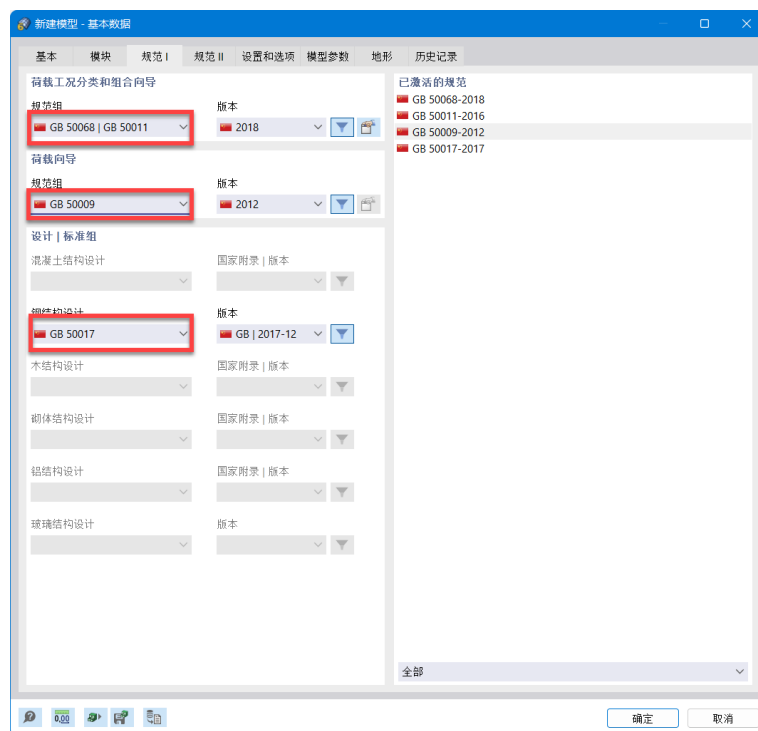 新建模型 - 基本数据
基本 模块 规范 I 规范 II 设置和选项 模型参数 地形 历史记录
荷载工况分类和组合向导
规范组 版本
GB 50068 | GB 50011 2018
荷载向导
规范组 版本
GB 50009 2012
设计 | 标准组
混凝土结构设计 国家附录 | 版本
钢结构设计 版本
GB 50017 GB | 2017-12
木结构设计 国家附录 | 版本
砌体结构设计 国家附录 | 版本
铝结构设计 国家附录 | 版本
玻璃结构设计 版本
已激活的规范
GB 50068-2018
GB 50011-2016
GB 50009-2012
GB 50017-2017
全部
0,00
确定 取消